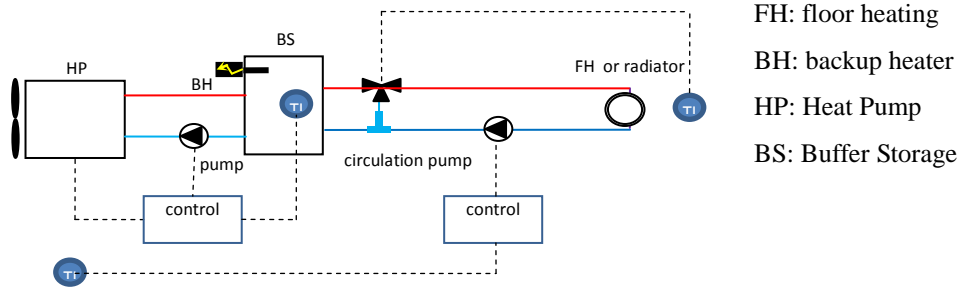 HP
BS
BH
TI
FH or radiator
TI
pump
circulation pump
control
control
TI
FH: floor heating
BH: backup heater
HP: Heat Pump
BS: Buffer Storage